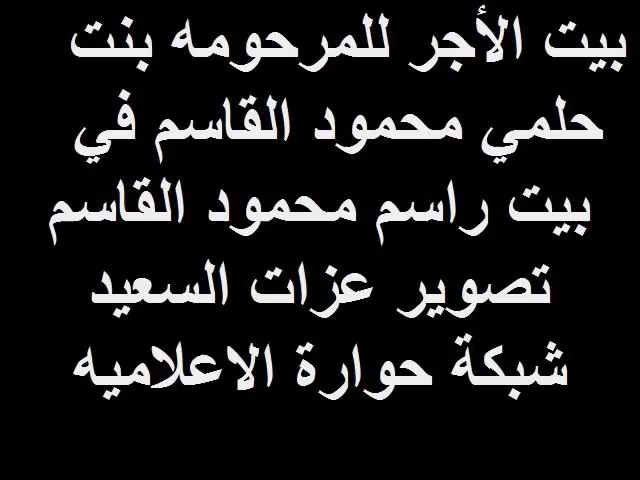 بيت الأجر للمرحومه بنت
حلمي محمود القاسم في
بيت راسم محمود القاسم
تصوير عزات السعيد
شبكة حوارة الاعلاميه